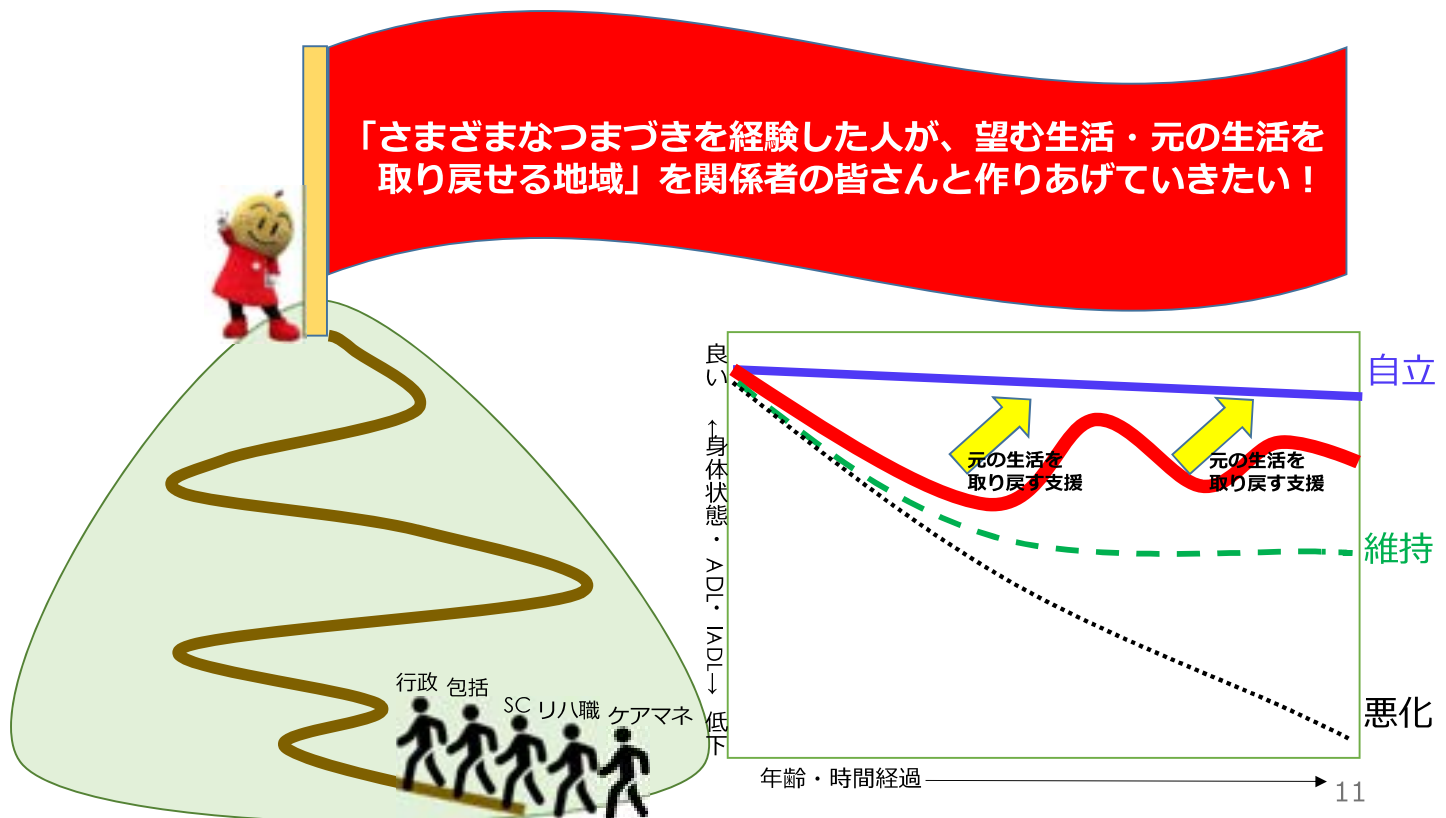 「さまざまなつまづきを経験した人が、望む生活・元の生活を
取り戻せる地域」を関係者の皆さんと作りあげていきたい！
良い ←身体状態・ADL・IADL→ 低下
自立
元の生活を
取り戻す支援
元の生活を
取り戻す支援
維持
悪化
行政 包括 SC リハ職 ケアマネ
年齢・時間経過
11